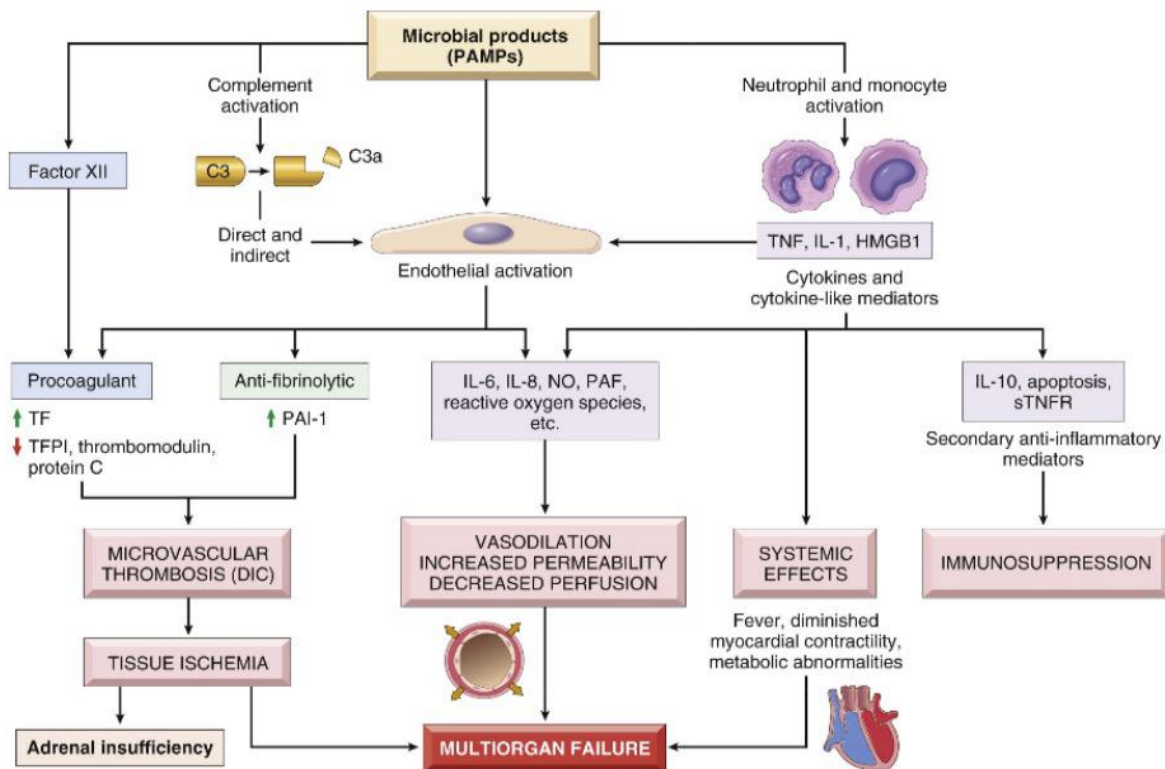 Microbial products
(PAMPs)
Complement
activation
Neutrophil and monocyte
activation
Factor XII
C3
C3a
Direct and
indirect
Endothelial activation
TNF, IL-1, HMGB1
Cytokines and
cytokine-like mediators
Procoagulant
TF
TFPI, thrombomodulin,
protein C
Anti-fibrinolytic
PAI-1
IL-6, IL-8, NO, PAF,
reactive oxygen species,
etc.
IL-10, apoptosis,
sTNFR
Secondary anti-inflammatory
mediators
MICROVASCULAR
THROMBOSIS (DIC)
VASODILATION
INCREASED PERMEABILITY
DECREASED PERFUSION
SYSTEMIC
EFFECTS
IMMUNOSUPPRESSION
Fever, diminished
myocardial contractility,
metabolic abnormalities
TISSUE ISCHEMIA
Adrenal insufficiency
MULTIORGAN FAILURE